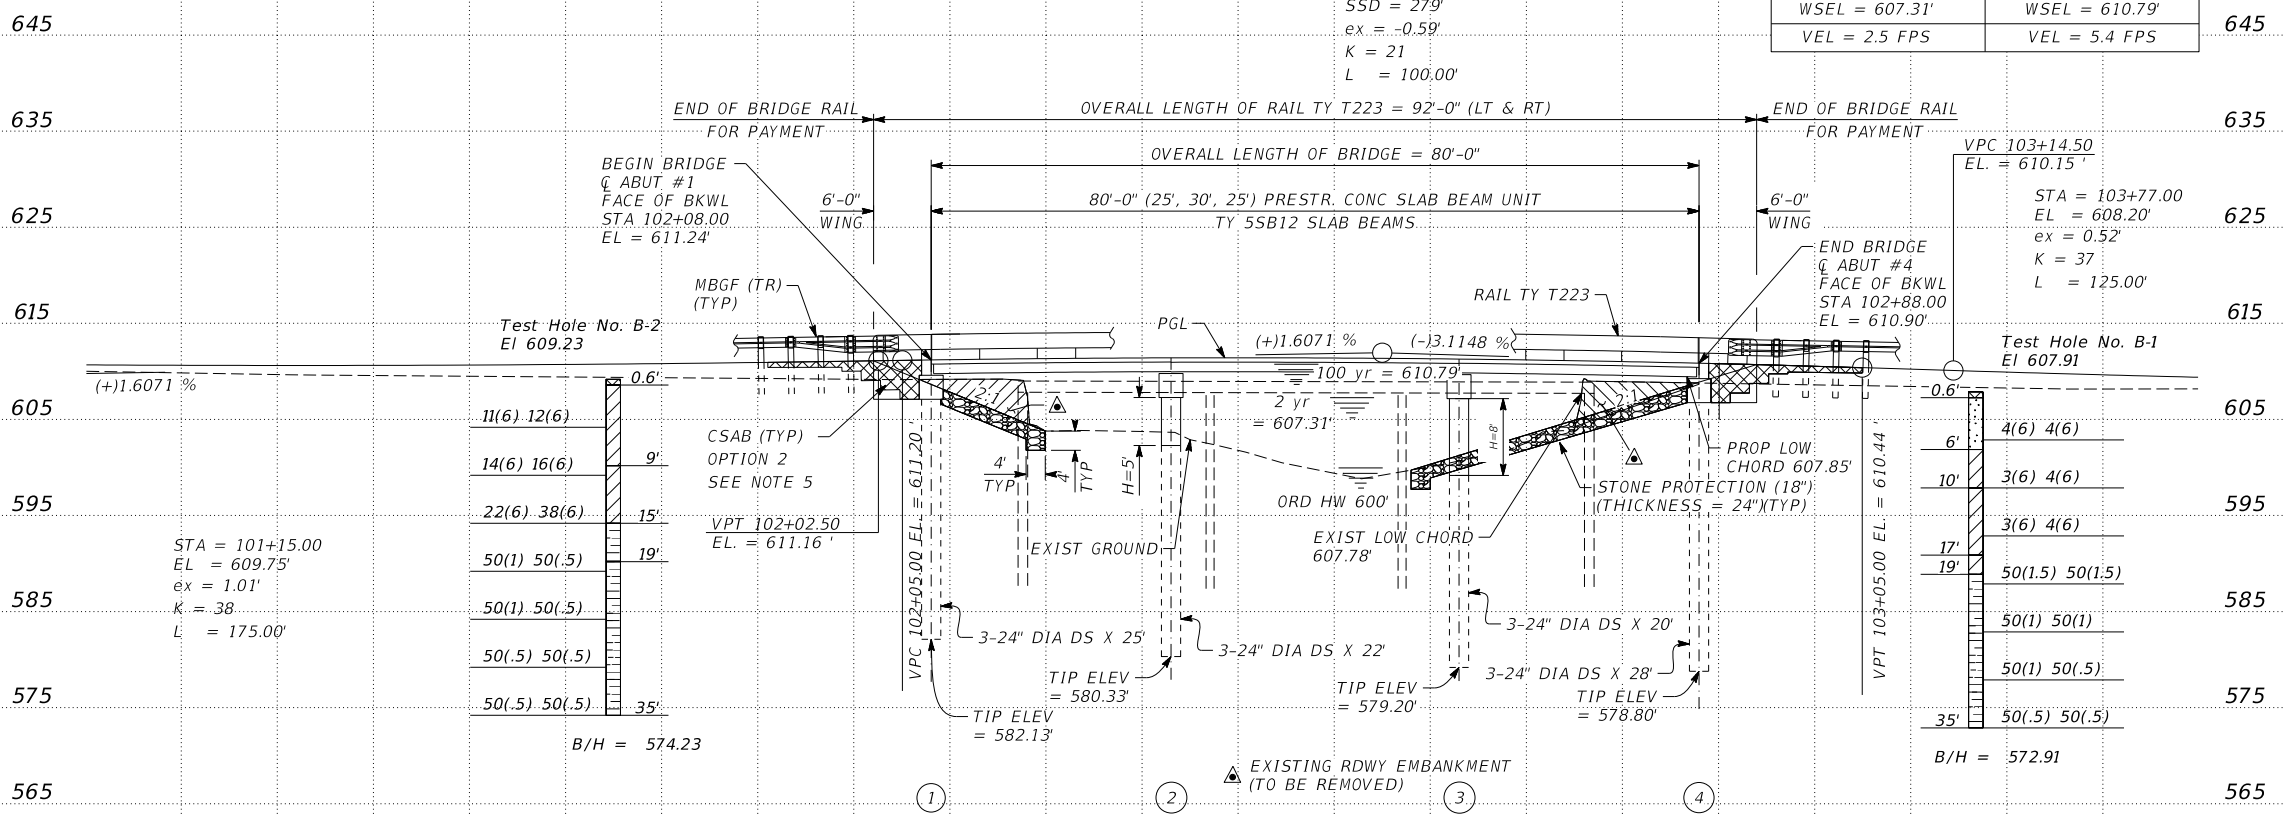 SSD = 279'
ex = -0.59'
K = 21
L = 100.00'
WSEL = 607.31' WSEL = 610.79'
VEL = 2.5 FPS VEL = 5.4 FPS
645 645
635 635
625 625
615 615
605 605
595 595
585 585
575 575
565 565
END OF BRIDGE RAIL
FOR PAYMENT
OVERALL LENGTH OF RAIL TY T223 = 92'-0" (LT & RT)
END OF BRIDGE RAIL
FOR PAYMENT
OVERALL LENGTH OF BRIDGE = 80'-0"
80'-0" (25', 30', 25') PRESTR. CONC SLAB BEAM UNIT
TY 5SB12 SLAB BEAMS
6'-0"
WING
6'-0"
WING
BEGIN BRIDGE
℄ ABUT #1
FACE OF BKWL
STA 102+08.00
EL = 611.24'
VPC 103+14.50
EL. = 610.15 '
STA = 103+77.00
EL = 608.20'
ex = 0.52'
K = 37
L = 125.00'
END BRIDGE
℄ ABUT #4
FACE OF BKWL
STA 102+88.00
EL = 610.90'
MBGF (TR)
(TYP)
RAIL TY T223
PGL
(+)1.6071 %
(-)3.1148 %
Test Hole No. B-2
El 609.23
Test Hole No. B-1
El 607.91
(+)1.6071 %
100 yr = 610.79'
2 yr
= 607.31'
2:1
2:1
0.6'
11(6) 12(6)
14(6) 16(6)
9'
22(6) 38(6)
15'
50(1) 50(.5)
19'
50(1) 50(.5)
50(.5) 50(.5)
50(.5) 50(.5)
35'
B/H = 574.23
0.6'
4(6) 4(6)
6'
3(6) 4(6)
10'
3(6) 4(6)
17'
19'
50(1.5) 50(1.5)
50(1) 50(1)
50(1) 50(.5)
50(.5) 50(.5)
35'
B/H = 572.91
CSAB (TYP)
OPTION 2
SEE NOTE 5
VPT 102+02.50
EL. = 611.16 '
VPC 102+05.00 EL. = 611.20 '
4'
TYP
4'
TYP
H=5'
H=8'
ORD HW 600'
EXIST GROUND
EXIST LOW CHORD
607.78'
PROP LOW
CHORD 607.85'
STONE PROTECTION (18")
(THICKNESS = 24")(TYP)
VPT 103+05.00 EL. = 610.44 '
STA = 101+15.00
EL = 609.75'
ex = 1.01'
K = 38
L = 175.00'
3-24" DIA DS X 25'
3-24" DIA DS X 22'
3-24" DIA DS X 20'
3-24" DIA DS X 28'
TIP ELEV
= 582.13'
TIP ELEV
= 580.33'
TIP ELEV
= 579.20'
TIP ELEV
= 578.80'
EXISTING RDWY EMBANKMENT
(TO BE REMOVED)
1 2 3 4